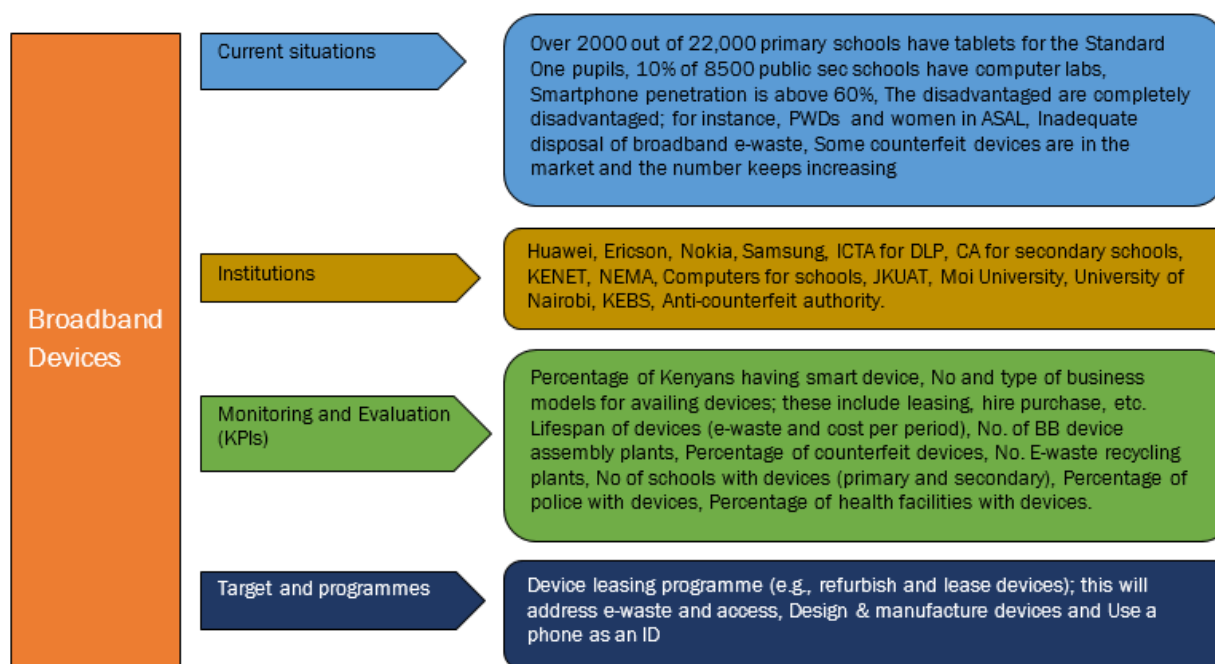 Broadband
Devices
Current situations
Over 2000 out of 22,000 primary schools have tablets for the Standard
One pupils, 10% of 8500 public sec schools have computer labs,
Smartphone penetration is above 60%, The disadvantaged are completely
disadvantaged; for instance, PWDs and women in ASAL, Inadequate
disposal of broadband e-waste, Some counterfeit devices are in the
market and the number keeps increasing
Institutions
Huawei, Ericson, Nokia, Samsung, ICTA for DLP, CA for secondary schools,
KENET, NEMA, Computers for schools, JKUAT, Moi University, University of
Nairobi, KEBS, Anti-counterfeit authority.
Monitoring and Evaluation
(KPIs)
Percentage of Kenyans having smart device, No and type of business
models for availing devices; these include leasing, hire purchase, etc.
Lifespan of devices (e-waste and cost per period), No. of BB device
assembly plants, Percentage of counterfeit devices, No. E-waste recycling
plants, No of schools with devices (primary and secondary), Percentage of
police with devices, Percentage of health facilities with devices.
Target and programmes
Device leasing programme (e.g., refurbish and lease devices); this will
address e-waste and access, Design & manufacture devices and Use a
phone as an ID